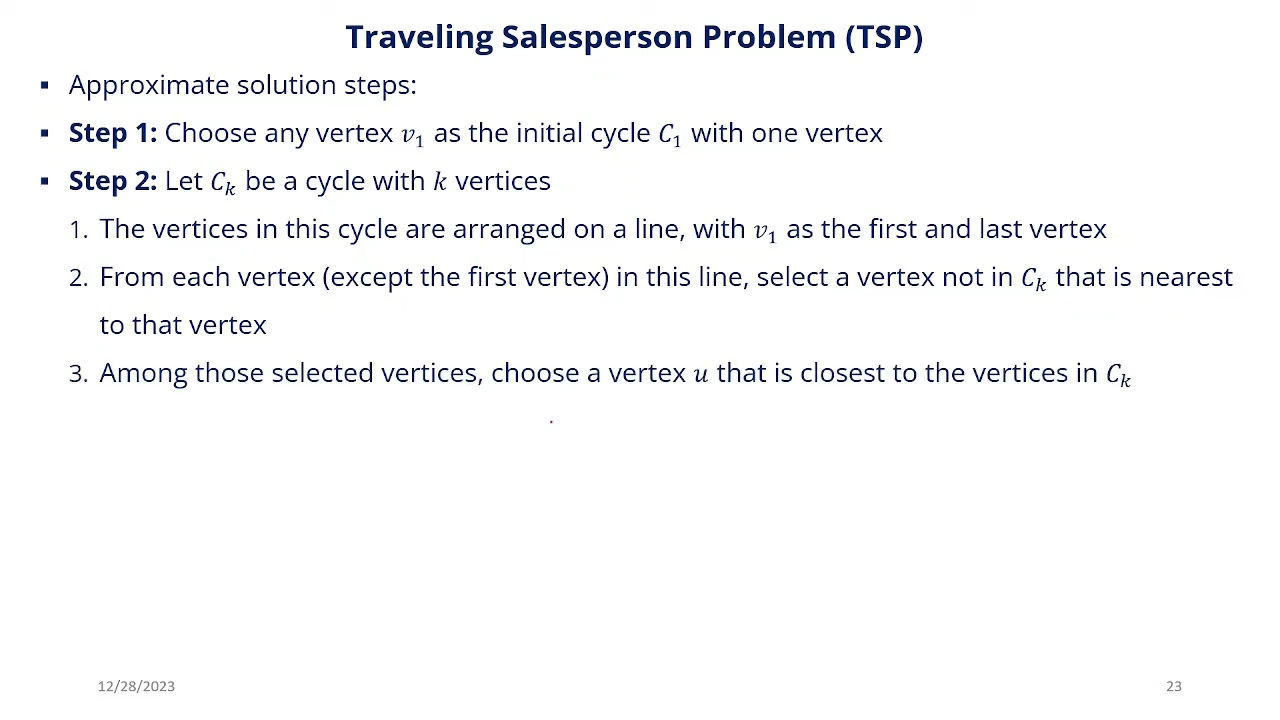 Traveling Salesperson Problem (TSP)
▪ Approximate solution steps:
▪ Step 1: Choose any vertex v₁ as the initial cycle C₁ with one vertex
▪ Step 2: Let Cₖ be a cycle with k vertices
1. The vertices in this cycle are arranged on a line, with v₁ as the first and last vertex
2. From each vertex (except the first vertex) in this line, select a vertex not in Cₖ that is nearest
to that vertex
3. Among those selected vertices, choose a vertex u that is closest to the vertices in Cₖ
12/28/2023
23